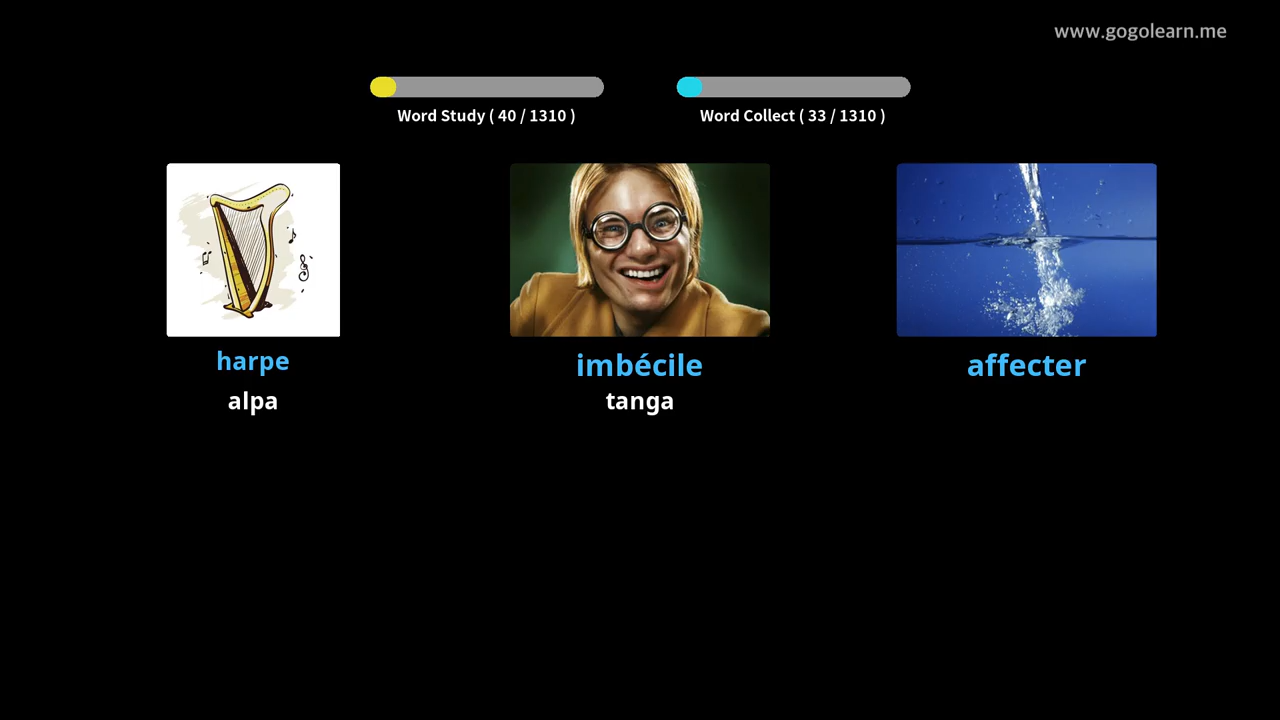 www.gogolearn.me
Word Study ( 40 / 1310 )
Word Collect ( 33 / 1310 )
harpe
imbécile
affecter
alpa
tanga